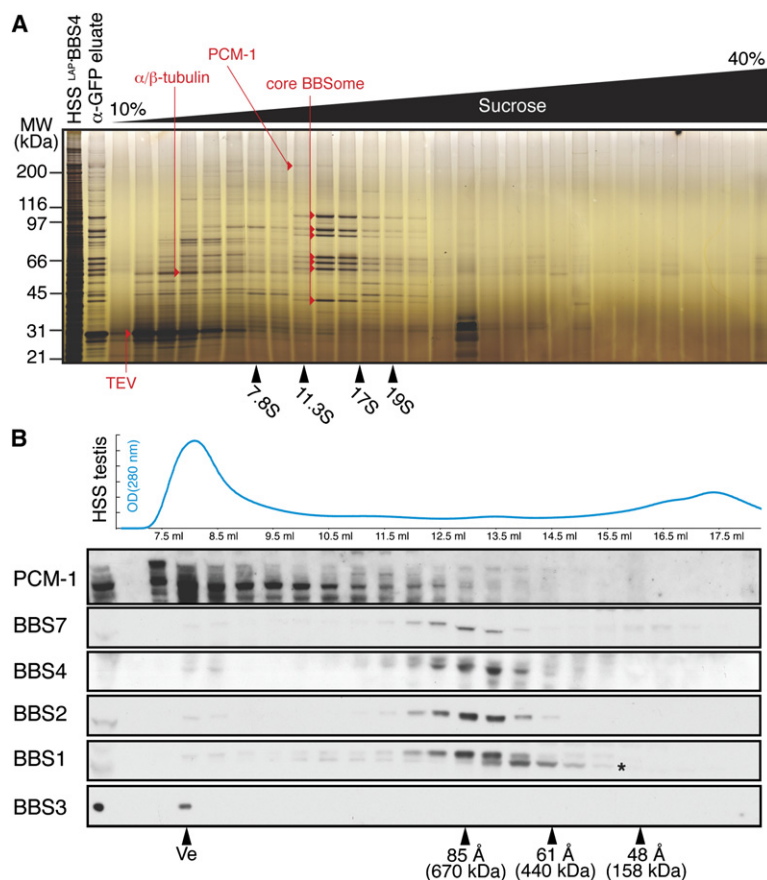 A
HSS LAP-BBS4
α-GFP eluate
PCM-1
α/β-tubulin
core BBSome
10%
40%
Sucrose
MW
(kDa)
200
116
97
66
45
31
21
TEV
7.8S
11.3S
17S
19S
B
HSS testis
OD(280 nm)
7.5 ml 8.5 ml 9.5 ml 10.5 ml 11.5 ml 12.5 ml 13.5 ml 14.5 ml 15.5 ml 16.5 ml 17.5 ml
PCM-1
BBS7
BBS4
BBS2
BBS1
*
BBS3
Ve
85 Å 61 Å 48 Å
(670 kDa) (440 kDa) (158 kDa)